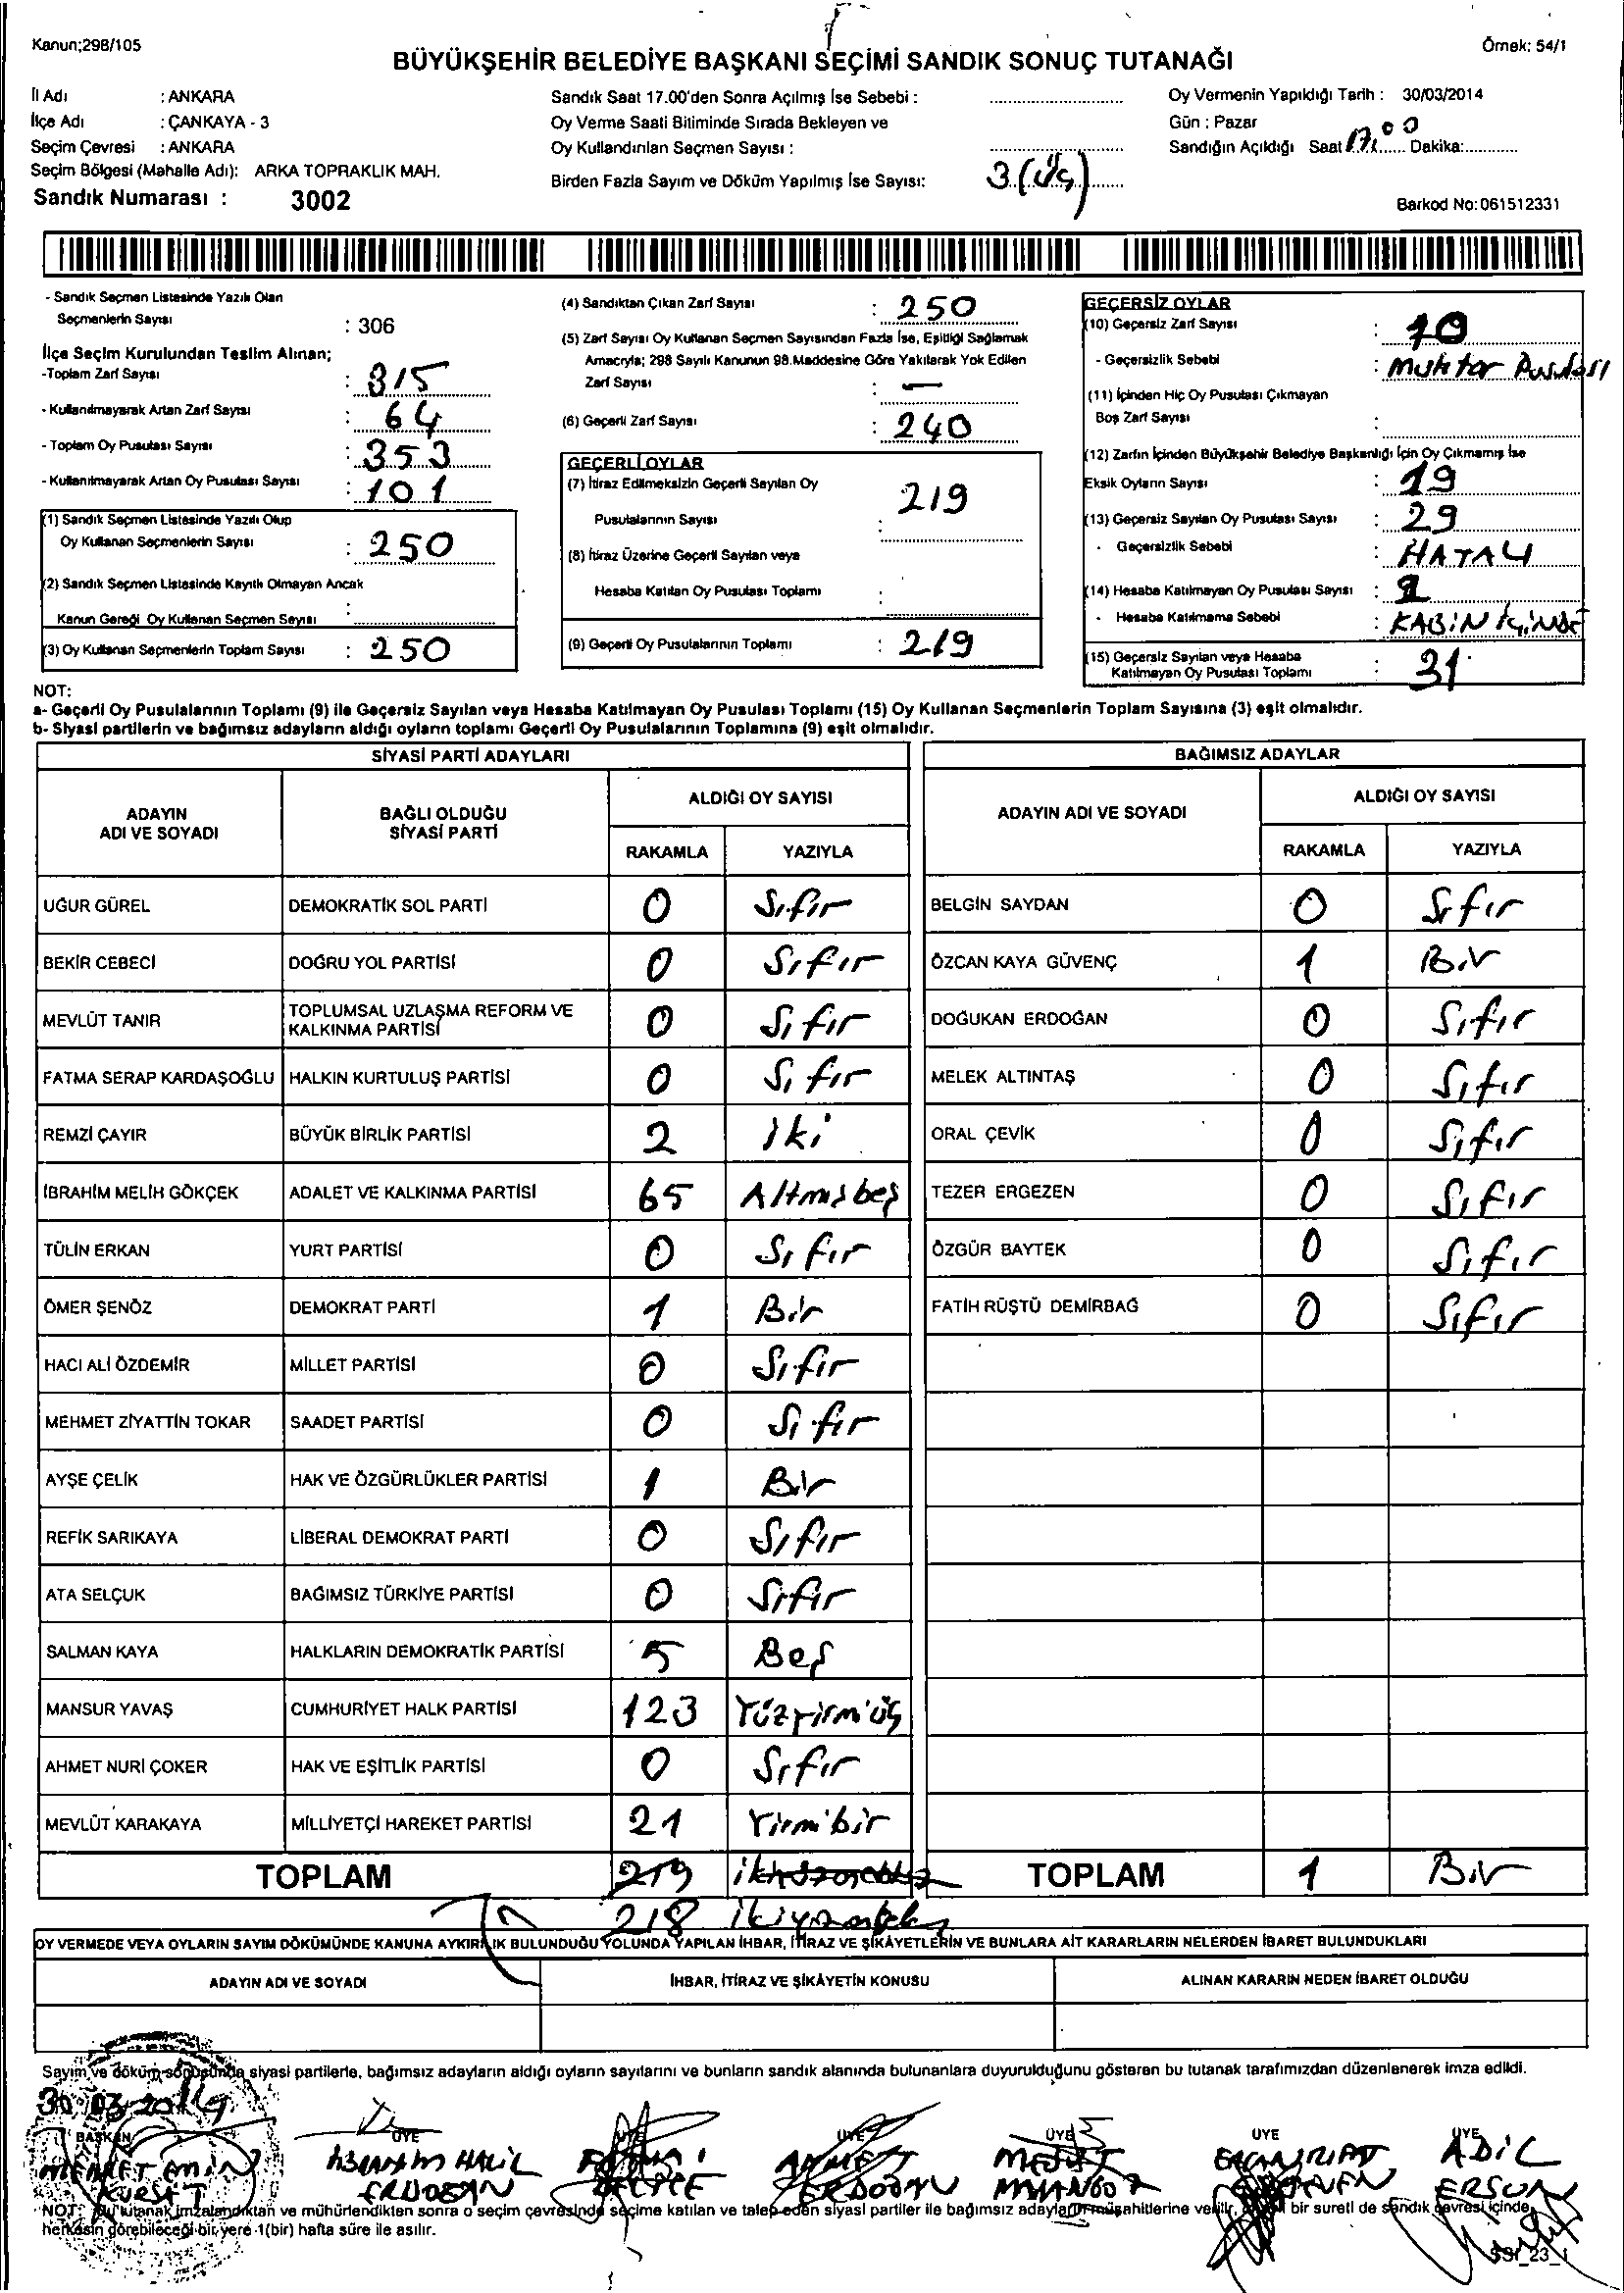 Kanun;298/105
Örnek: 54/1
BÜYÜKŞEHİR BELEDİYE BAŞKANI SEÇİMİ SANDIK SONUÇ TUTANAĞI
İl Adı : ANKARA
İlçe Adı : ÇANKAYA - 3
Seçim Çevresi : ANKARA
Seçim Bölgesi (Mahalle Adı): ARKA TOPRAKLIK MAH.
Sandık Numarası : 3002
Sandık Saat 17.00'den Sonra Açılmış İse Sebebi :
Oy Verme Saati Bitiminde Sırada Bekleyen ve
Oy Kullandırılan Seçmen Sayısı :
Birden Fazla Sayım ve Döküm Yapılmış İse Sayısı: 3 (üç)
Oy Vermenin Yapıldığı Tarih : 30/03/2014
Gün : Pazar
Sandığın Açıldığı Saat 17.00 Dakika:
Barkod No:061512331
- Sandık Seçmen Listesinde Yazılı Olan
Seçmenlerin Sayısı : 306
İlçe Seçim Kurulundan Teslim Alınan;
-Toplam Zarf Sayısı : 315
- Kullanılmayarak Artan Zarf Sayısı : 64
- Toplam Oy Pusulası Sayısı : 353
- Kullanılmayarak Artan Oy Pusulası Sayısı : 101
(1) Sandık Seçmen Listesinde Yazılı Olup
Oy Kullanan Seçmenlerin Sayısı : 250
(2) Sandık Seçmen Listesinde Kayıtlı Olmayan Ancak
Kanun Gereği Oy Kullanan Seçmen Sayısı :
(3) Oy Kullanan Seçmenlerin Toplam Sayısı : 250
(4) Sandıktan Çıkan Zarf Sayısı : 250
(5) Zarf Sayısı Oy Kullanan Seçmen Sayısından Fazla İse, Eşitliği Sağlamak
Amacıyla; 298 Sayılı Kanunun 98.Maddesine Göre Yakılarak Yok Edilen
Zarf Sayısı : —
(6) Geçerli Zarf Sayısı : 240
GEÇERLİ OYLAR
(7) İtiraz Edilmeksizin Geçerli Sayılan Oy
Pusulalarının Sayısı : 219
(8) İtiraz Üzerine Geçerli Sayılan veya
Hesaba Katılan Oy Pusulası Toplamı :
(9) Geçerli Oy Pusulalarının Toplamı : 219
GEÇERSİZ OYLAR
(10) Geçersiz Zarf Sayısı : 10
- Geçersizlik Sebebi : Muhtar Pusulası
(11) İçinden Hiç Oy Pusulası Çıkmayan
Boş Zarf Sayısı :
(12) Zarfın İçinden Büyükşehir Belediye Başkanlığı İçin Oy Çıkmamış İse
Eksik Oyların Sayısı : 19
(13) Geçersiz Sayılan Oy Pusulası Sayısı : 29
- Geçersizlik Sebebi : HATALI
(14) Hesaba Katılmayan Oy Pusulası Sayısı : 2
- Hesaba Katılmama Sebebi : KABİN İÇİNDE
(15) Geçersiz Sayılan veya Hesaba
Katılmayan Oy Pusulası Toplamı : 31
NOT:
a- Geçerli Oy Pusulalarının Toplamı (9) ile Geçersiz Sayılan veya Hesaba Katılmayan Oy Pusulası Toplamı (15) Oy Kullanan Seçmenlerin Toplam Sayısına (3) eşit olmalıdır.
b- Siyasi partilerin ve bağımsız adayların aldığı oyların toplamı Geçerli Oy Pusulalarının Toplamına (9) eşit olmalıdır.
SİYASİ PARTİ ADAYLARI
ADAYIN ADI VE SOYADI BAĞLI OLDUĞU SİYASİ PARTİ ALDIĞI OY SAYISI
RAKAMLA YAZIYLA
UĞUR GÜREL DEMOKRATİK SOL PARTİ 0 Sıfır
BEKİR CEBECİ DOĞRU YOL PARTİSİ 0 Sıfır
MEVLÜT TANIR TOPLUMSAL UZLAŞMA REFORM VE KALKINMA PARTİSİ 0 Sıfır
FATMA SERAP KARDAŞOĞLU HALKIN KURTULUŞ PARTİSİ 0 Sıfır
REMZİ ÇAYIR BÜYÜK BİRLİK PARTİSİ 2 iki
İBRAHİM MELİH GÖKÇEK ADALET VE KALKINMA PARTİSİ 65 Altmışbeş
TÜLİN ERKAN YURT PARTİSİ 0 Sıfır
ÖMER ŞENÖZ DEMOKRAT PARTİ 1 Bir
HACI ALİ ÖZDEMİR MİLLET PARTİSİ 0 Sıfır
MEHMET ZİYATTİN TOKAR SAADET PARTİSİ 0 Sıfır
AYŞE ÇELİK HAK VE ÖZGÜRLÜKLER PARTİSİ 1 Bir
REFİK SARIKAYA LİBERAL DEMOKRAT PARTİ 0 Sıfır
ATA SELÇUK BAĞIMSIZ TÜRKİYE PARTİSİ 0 Sıfır
SALMAN KAYA HALKLARIN DEMOKRATİK PARTİSİ 5 Beş
MANSUR YAVAŞ CUMHURİYET HALK PARTİSİ 123 Yüzyirmiüç
AHMET NURİ ÇOKER HAK VE EŞİTLİK PARTİSİ 0 Sıfır
MEVLÜT KARAKAYA MİLLİYETÇİ HAREKET PARTİSİ 21 Yirmibir
TOPLAM 219
218
BAĞIMSIZ ADAYLAR
ADAYIN ADI VE SOYADI ALDIĞI OY SAYISI
RAKAMLA YAZIYLA
BELGİN SAYDAN 0 Sıfır
ÖZCAN KAYA GÜVENÇ 1 Bir
DOĞUKAN ERDOĞAN 0 Sıfır
MELEK ALTINTAŞ 0 Sıfır
ORAL ÇEVİK 0 Sıfır
TEZER ERGEZEN 0 Sıfır
ÖZGÜR BAYTEK 0 Sıfır
FATİH RÜŞTÜ DEMİRBAĞ 0 Sıfır
TOPLAM 1 Bir
OY VERMEDE VEYA OYLARIN SAYIM DÖKÜMÜNDE KANUNA AYKIRILIK BULUNDUĞU YOLUNDA YAPILAN İHBAR, İTİRAZ VE ŞİKAYETLERİN VE BUNLARA AİT KARARLARIN NELERDEN İBARET BULUNDUKLARI
ADAYIN ADI VE SOYADI İHBAR, İTİRAZ VE ŞİKAYETİN KONUSU ALINAN KARARIN NEDEN İBARET OLDUĞU
Sayım ve döküm sonucunda siyasi partilerle, bağımsız adayların aldığı oyların sayılarını ve bunların sandık alanında bulunanlara duyurulduğunu gösteren bu tutanak tarafımızdan düzenlenerek imza edildi.
30.03.2014
BAŞKAN ÜYE ÜYE ÜYE ÜYE ÜYE ÜYE
MEHMET EMİN İBRAHİM HALİL AHMET ADİL
KÜRŞAT ERDOĞAN ERDOĞAN ERSOY
NOT: Bu tutanak imzalandıktan ve mühürlendikten sonra o seçim çevresinde seçime katılan ve talep eden siyasi partiler ile bağımsız adayların müşahitlerine verilir, bir sureti de sandık çevresi içinde
herkesin görebileceği bir yere 1(bir) hafta süre ile asılır.
SSI_23_1